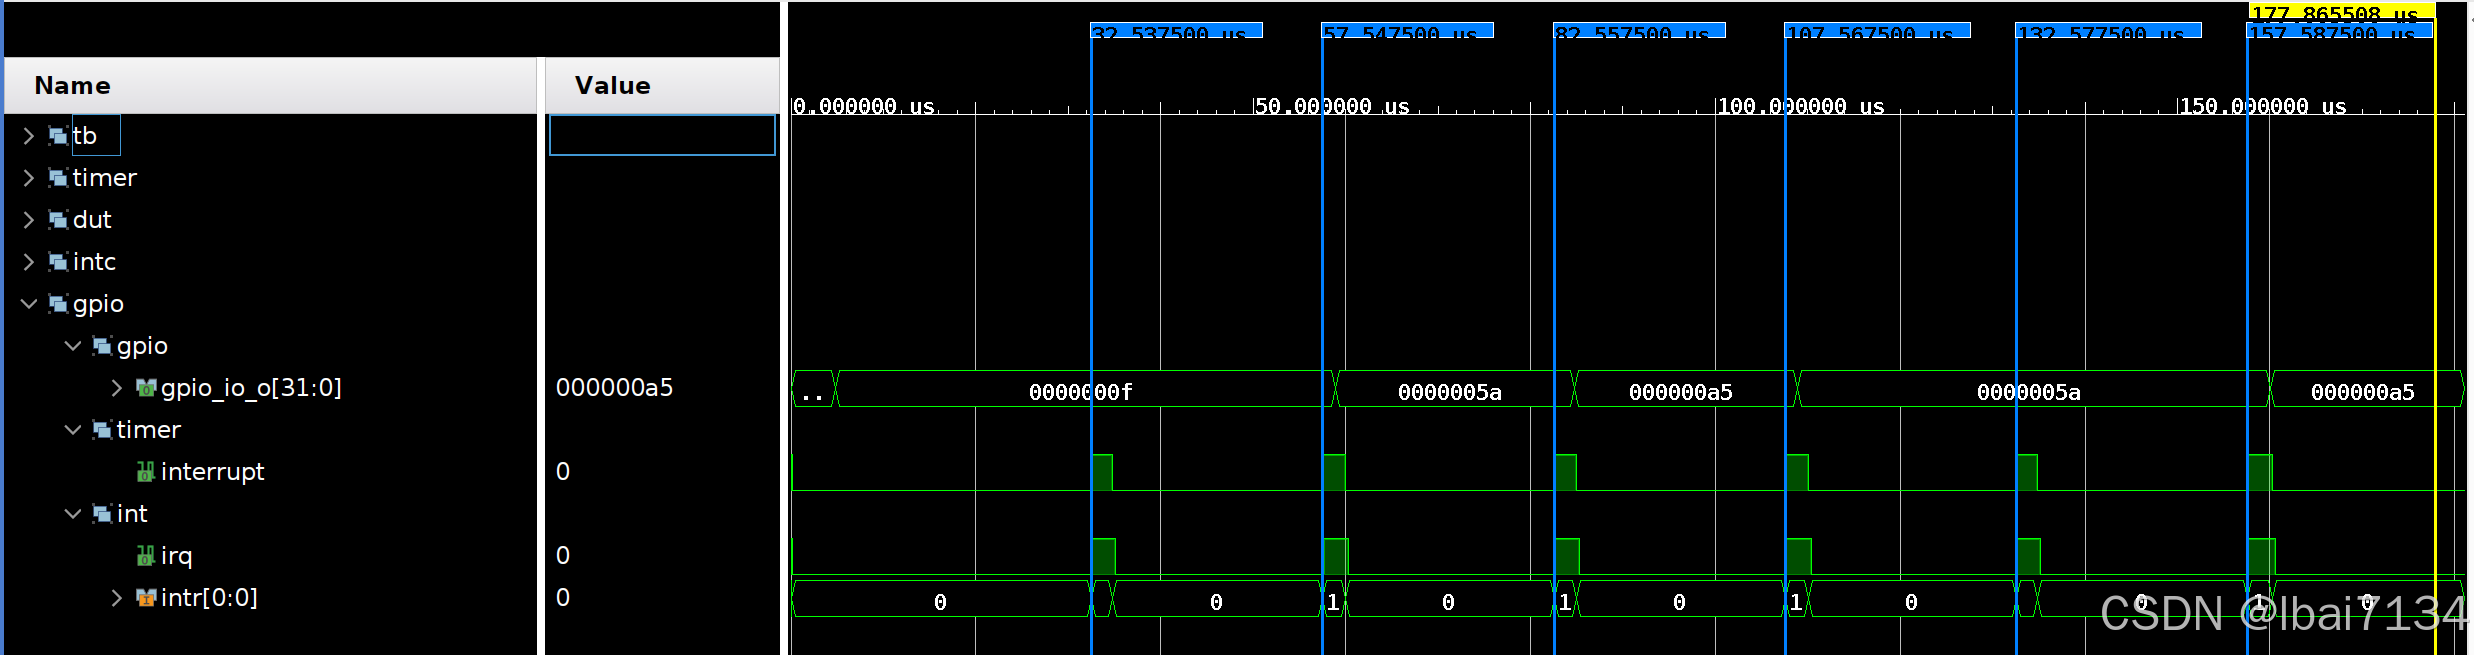 177.865508 us
32.537500 us 57.547500 us 82.557500 us 107.567500 us 132.577500 us 157.587500 us
Name Value
0.000000 us 50.000000 us 100.000000 us 150.000000 us
tb
timer
dut
intc
gpio
gpio
gpio_io_o[31:0] 000000a5 .. 0000000f 0000005a 000000a5 0000005a 000000a5
timer
interrupt 0
int
irq 0
intr[0:0] 0 0 0 1 0 1 0 1 0 0 1 0
CSDN @lbai7134